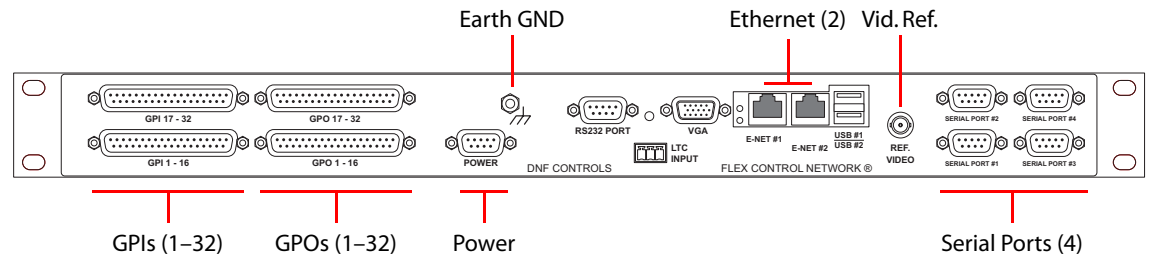 Earth GND
Ethernet (2)
Vid. Ref.
GPI 17 - 32
GPO 17 - 32
RS232 PORT
VGA
E-NET #1
E-NET #2
USB #1
USB #2
SERIAL PORT #2
SERIAL PORT #4
GPI 1 - 16
GPO 1 - 16
POWER
LTC
INPUT
REF.
VIDEO
SERIAL PORT #1
SERIAL PORT #3
DNF CONTROLS
FLEX CONTROL NETWORK ®
GPIs (1–32)
GPOs (1–32)
Power
Serial Ports (4)